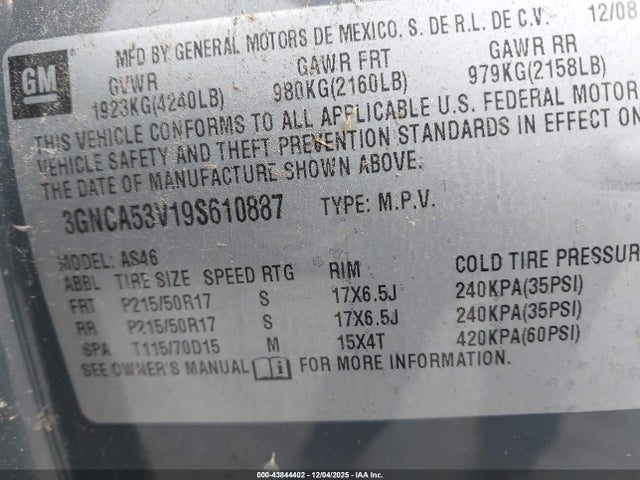 GM
MFD BY GENERAL MOTORS DE MEXICO, S. DE R.L. DE C.V. 12/08
GVWR GAWR FRT GAWR RR
1923KG(4240LB) 980KG(2160LB) 979KG(2158LB)
THIS VEHICLE CONFORMS TO ALL APPLICABLE U.S. FEDERAL MOTOR
VEHICLE SAFETY AND THEFT PREVENTION STANDARDS IN EFFECT ON
THE DATE OF MANUFACTURE SHOWN ABOVE.
3GNCA53V19S610887 TYPE: M.P.V.
MODEL: AS46
ABBL TIRE SIZE SPEED RTG RIM COLD TIRE PRESSUR
FRT P215/50R17 S 17X6.5J 240KPA(35PSI)
RR P215/50R17 S 17X6.5J 240KPA(35PSI)
SPA T115/70D15 M 15X4T 420KPA(60PSI)
SEE OWNER'S MANUAL i FOR MORE INFORMATION.
000-43844402 - 12/04/2025 - IAA, Inc.